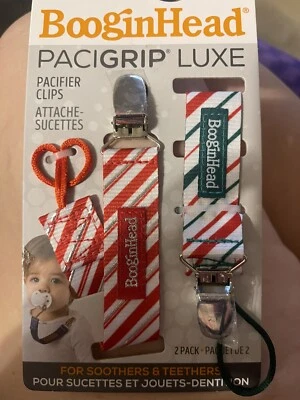 BooginHead®
PACIGRIP® LUXE
PACIFIER
CLIPS
ATTACHE-
SUCETTES
BooginHead
BooginHead
2 PACK - PAQUET DE 2
FOR SOOTHERS & TEETHERS
POUR SUCETTES ET JOUETS-DENTITION